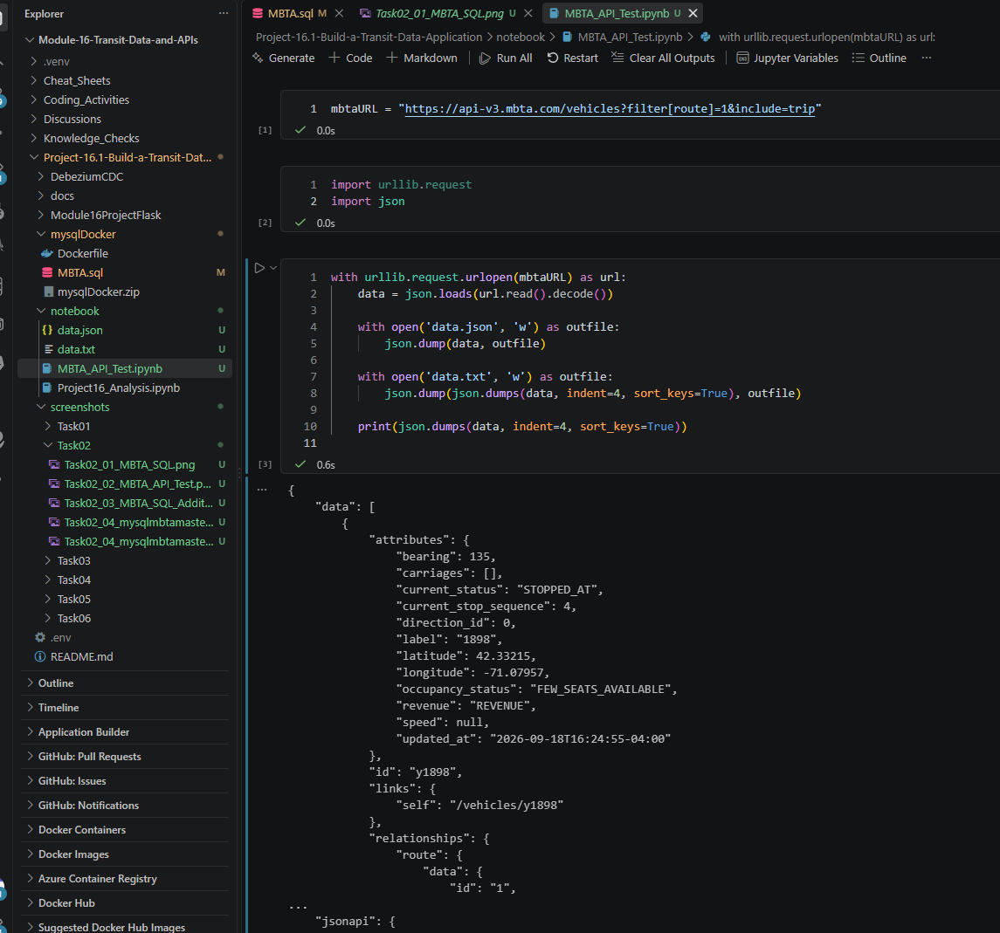 Explorer
Module-16-Transit-Data-and-APIs
.venv
Cheat_Sheets
Coding_Activities
Discussions
Knowledge_Checks
Project-16.1-Build-a-Transit-Dat...
DebeziumCDC
docs
Module16ProjectFlask
mysqlDocker
Dockerfile
MBTA.sql M
mysqlDocker.zip
notebook
data.json U
data.txt U
MBTA_API_Test.ipynb U
Project16_Analysis.ipynb
screenshots
Task01
Task02
Task02_01_MBTA_SQL.png U
Task02_02_MBTA_API_Test.p... U
Task02_03_MBTA_SQL_Addit... U
Task02_04_mysqlmbtamaste... U
Task02_04_mysqlmbtamaste... U
Task03
Task04
Task05
Task06
.env
README.md
Outline
Timeline
Application Builder
GitHub: Pull Requests
GitHub: Issues
GitHub: Notifications
Docker Containers
Docker Images
Azure Container Registry
Docker Hub
Suggested Docker Hub Images
MBTA.sql M Task02_01_MBTA_SQL.png U MBTA_API_Test.ipynb U
Project-16.1-Build-a-Transit-Data-Application > notebook > MBTA_API_Test.ipynb > with urllib.request.urlopen(mbtaURL) as url:
Generate + Code + Markdown Run All Restart Clear All Outputs Jupyter Variables Outline ...
1 mbtaURL = "https://api-v3.mbta.com/vehicles?filter[route]=1&include=trip"
[1] 0.0s
1 import urllib.request
2 import json
[2] 0.0s
1 with urllib.request.urlopen(mbtaURL) as url:
2 data = json.loads(url.read().decode())
3
4 with open('data.json', 'w') as outfile:
5 json.dump(data, outfile)
6
7 with open('data.txt', 'w') as outfile:
8 json.dump(json.dumps(data, indent=4, sort_keys=True), outfile)
9
10 print(json.dumps(data, indent=4, sort_keys=True))
11
[3] 0.6s
... {
"data": [
{
"attributes": {
"bearing": 135,
"carriages": [],
"current_status": "STOPPED_AT",
"current_stop_sequence": 4,
"direction_id": 0,
"label": "1898",
"latitude": 42.33215,
"longitude": -71.07957,
"occupancy_status": "FEW_SEATS_AVAILABLE",
"revenue": "REVENUE",
"speed": null,
"updated_at": "2026-09-18T16:24:55-04:00"
},
"id": "y1898",
"links": {
"self": "/vehicles/y1898"
},
"relationships": {
"route": {
"data": {
"id": "1",
...
"jsonapi": {